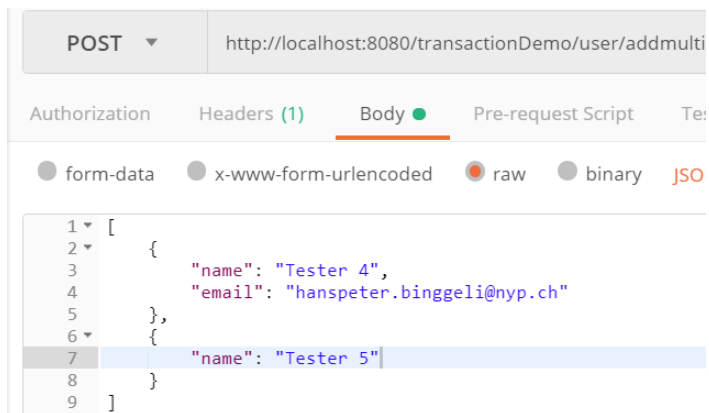 POST http://localhost:8080/transactionDemo/user/addmulti
Authorization Headers (1) Body Pre-request Script Tes
form-data x-www-form-urlencoded raw binary JSO
1 [
2 {
3 "name": "Tester 4",
4 "email": "hanspeter.binggeli@nyp.ch"
5 },
6 {
7 "name": "Tester 5"
8 }
9 ]